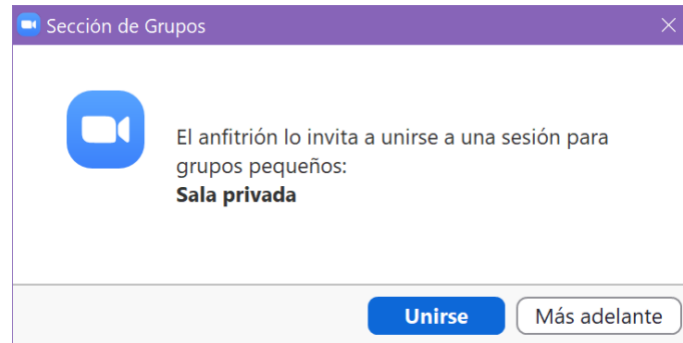 Sección de Grupos
El anfitrión lo invita a unirse a una sesión para
grupos pequeños:
Sala privada
Unirse
Más adelante